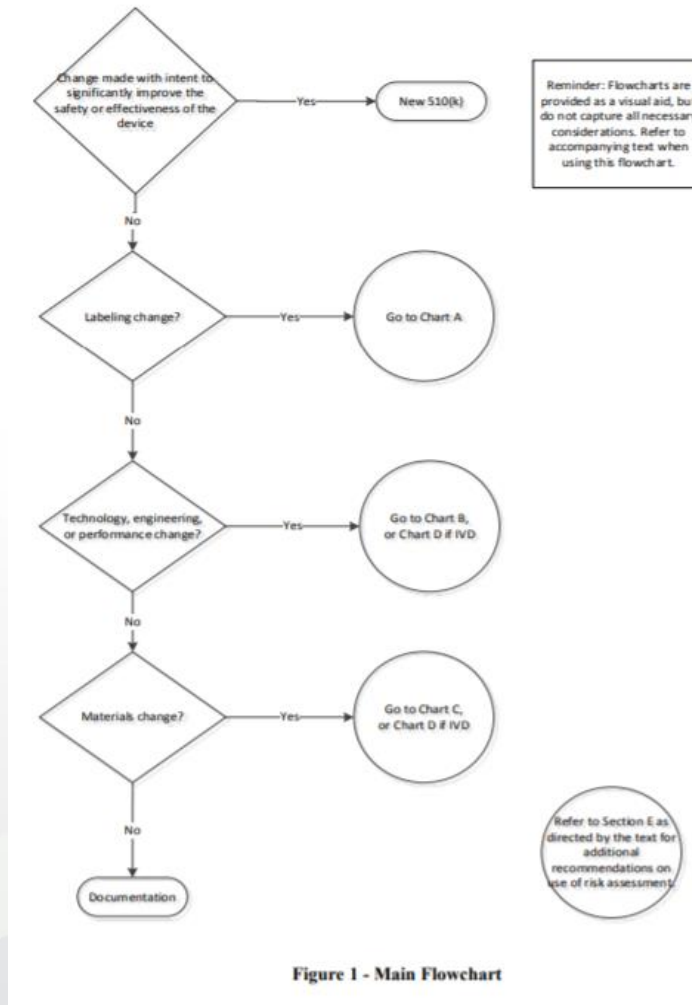 Change made with intent to
significantly improve the
safety or effectiveness of the
device
Yes
New 510(k)
Reminder: Flowcharts are
provided as a visual aid, but
do not capture all necessary
considerations. Refer to
accompanying text when
using this flowchart.
No
Labeling change?
Yes
Go to Chart A
No
Technology, engineering,
or performance change?
Yes
Go to Chart B,
or Chart D if IVD
No
Materials change?
Yes
Go to Chart C,
or Chart D if IVD
No
Refer to Section E as
directed by the text for
additional
recommendations on
use of risk assessment.
Documentation
Figure 1 - Main Flowchart